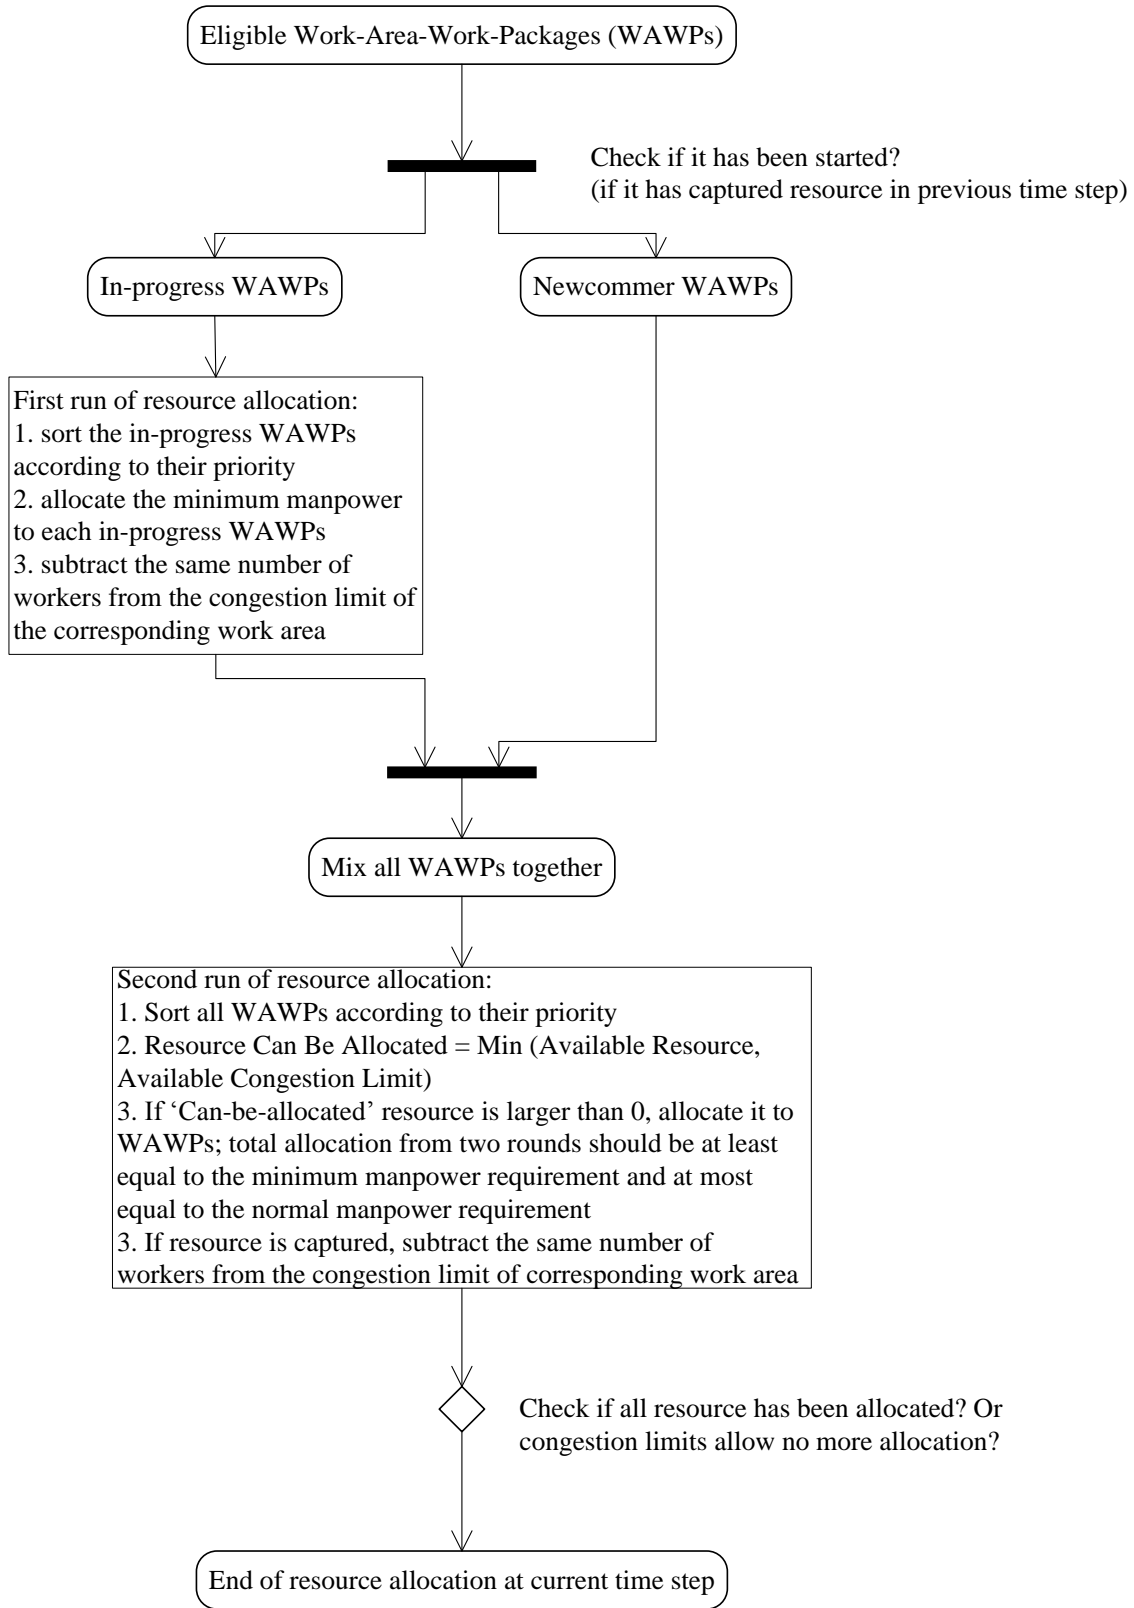 Eligible Work-Area-Work-Packages (WAWPs)
Check if it has been started?
(if it has captured resource in previous time step)
In-progress WAWPs
Newcommer WAWPs
First run of resource allocation:
1. sort the in-progress WAWPs
according to their priority
2. allocate the minimum manpower
to each in-progress WAWPs
3. subtract the same number of
workers from the congestion limit of
the corresponding work area
Mix all WAWPs together
Second run of resource allocation:
1. Sort all WAWPs according to their priority
2. Resource Can Be Allocated = Min (Available Resource,
Available Congestion Limit)
3. If ‘Can-be-allocated’ resource is larger than 0, allocate it to
WAWPs; total allocation from two rounds should be at least
equal to the minimum manpower requirement and at most
equal to the normal manpower requirement
3. If resource is captured, subtract the same number of
workers from the congestion limit of corresponding work area
Check if all resource has been allocated? Or
congestion limits allow no more allocation?
End of resource allocation at current time step